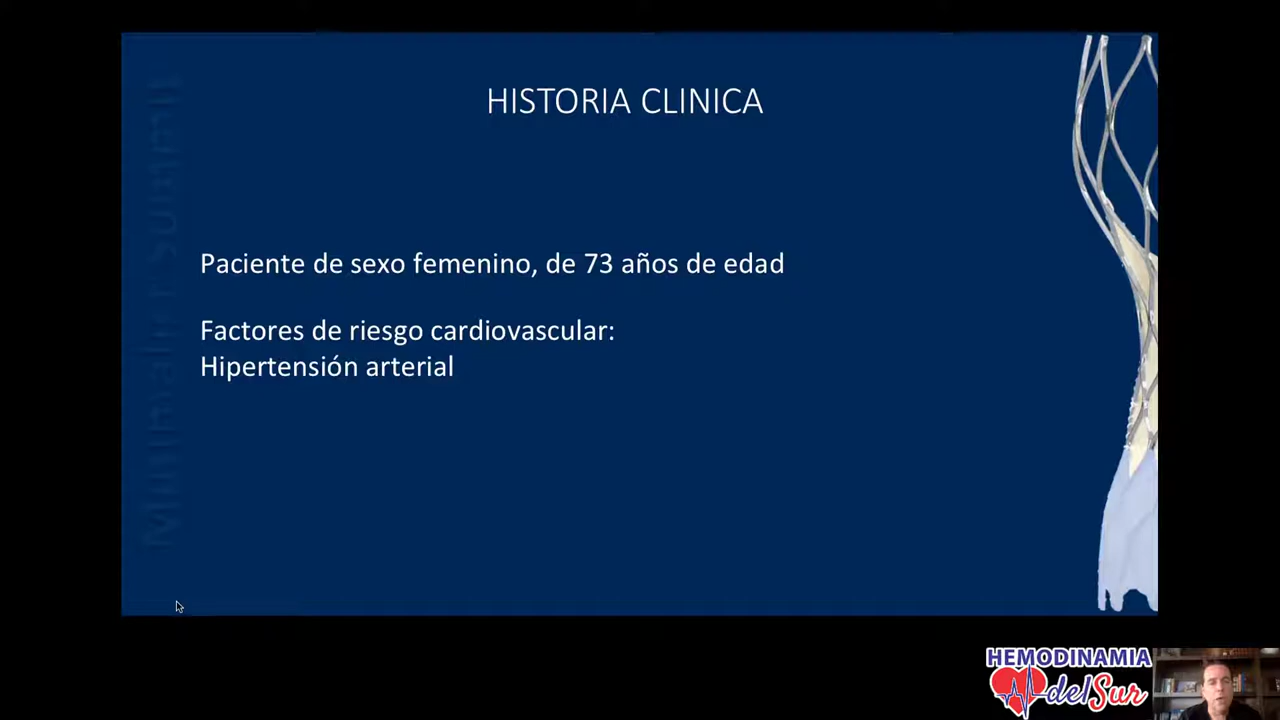 HISTORIA CLINICA
Paciente de sexo femenino, de 73 años de edad
Factores de riesgo cardiovascular:
Hipertensión arterial
HEMODINAMIA
del Sur